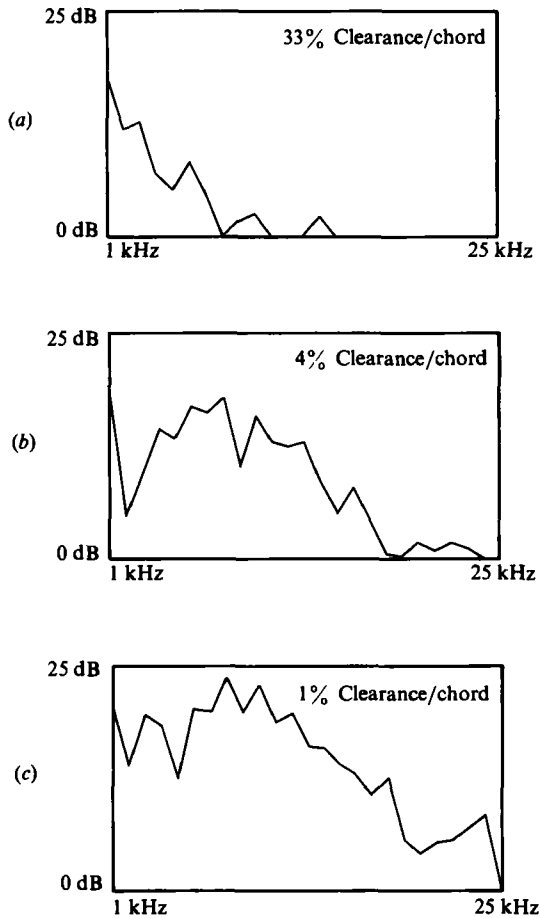 25 dB
33% Clearance/chord
(a)
0 dB
1 kHz
25 kHz
25 dB
4% Clearance/chord
(b)
0 dB
1 kHz
25 kHz
25 dB
1% Clearance/chord
(c)
0 dB
1 kHz
25 kHz